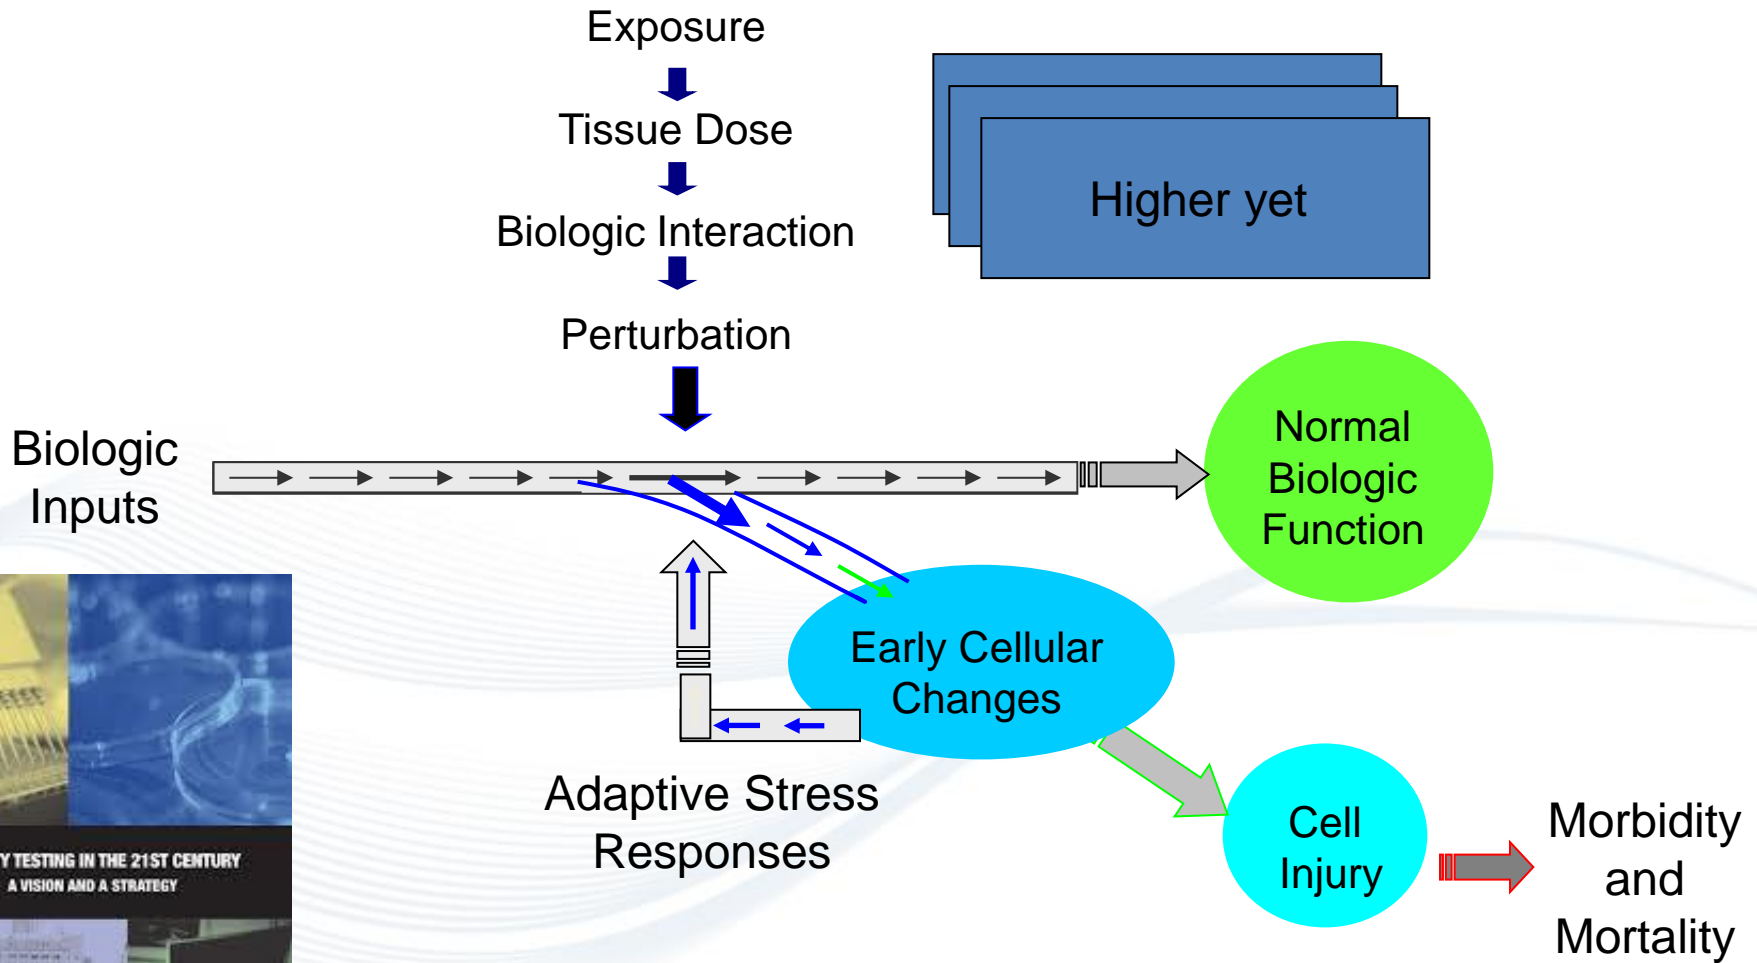 Exposure
Tissue Dose
Biologic Interaction
Perturbation
Higher yet
Biologic
Inputs
Normal
Biologic
Function
Early Cellular
Changes
Adaptive Stress
Responses
Cell
Injury
Morbidity
and
Mortality
Y TESTING IN THE 21ST CENTURY
A VISION AND A STRATEGY